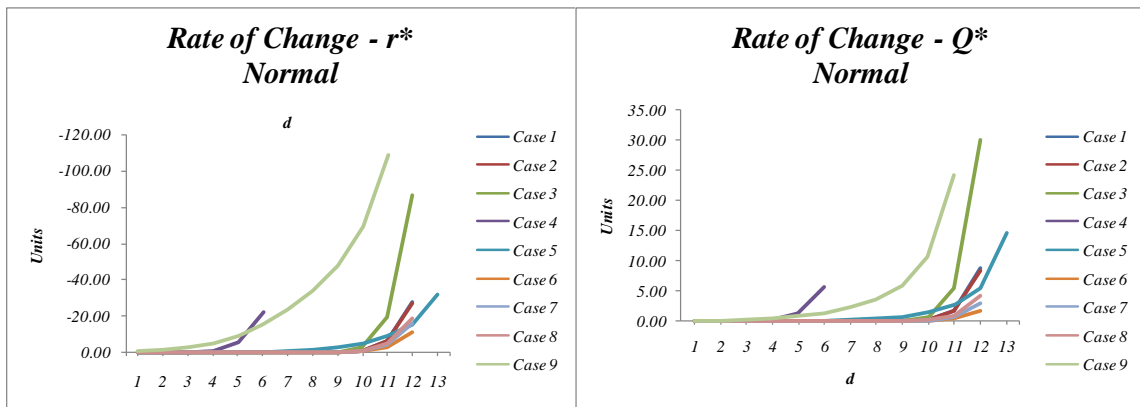 Rate of Change - r*
Normal
d
-120.00
-100.00
-80.00
-60.00
-40.00
-20.00
0.00
Units
1 2 3 4 5 6 7 8 9 10 11 12 13
Case 1
Case 2
Case 3
Case 4
Case 5
Case 6
Case 7
Case 8
Case 9
Rate of Change - Q*
Normal
35.00
30.00
25.00
20.00
15.00
10.00
5.00
0.00
Units
1 2 3 4 5 6 7 8 9 10 11 12 13
d
Case 1
Case 2
Case 3
Case 4
Case 5
Case 6
Case 7
Case 8
Case 9